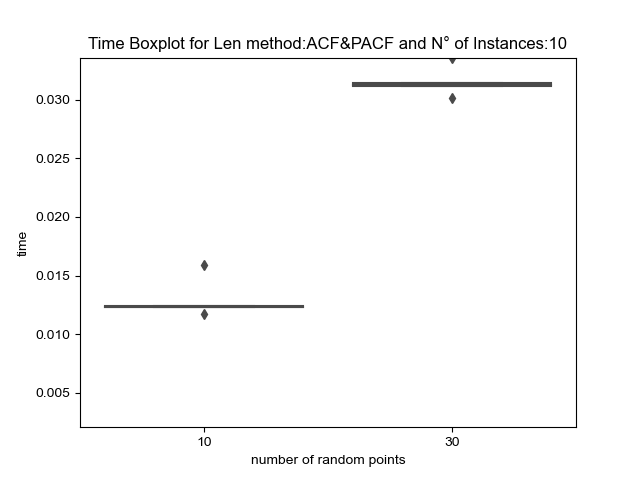 Time Boxplot for Len method:ACF&PACF and N° of Instances:10
0.030
0.025
0.020
0.015
0.010
0.005
time
10
30
number of random points